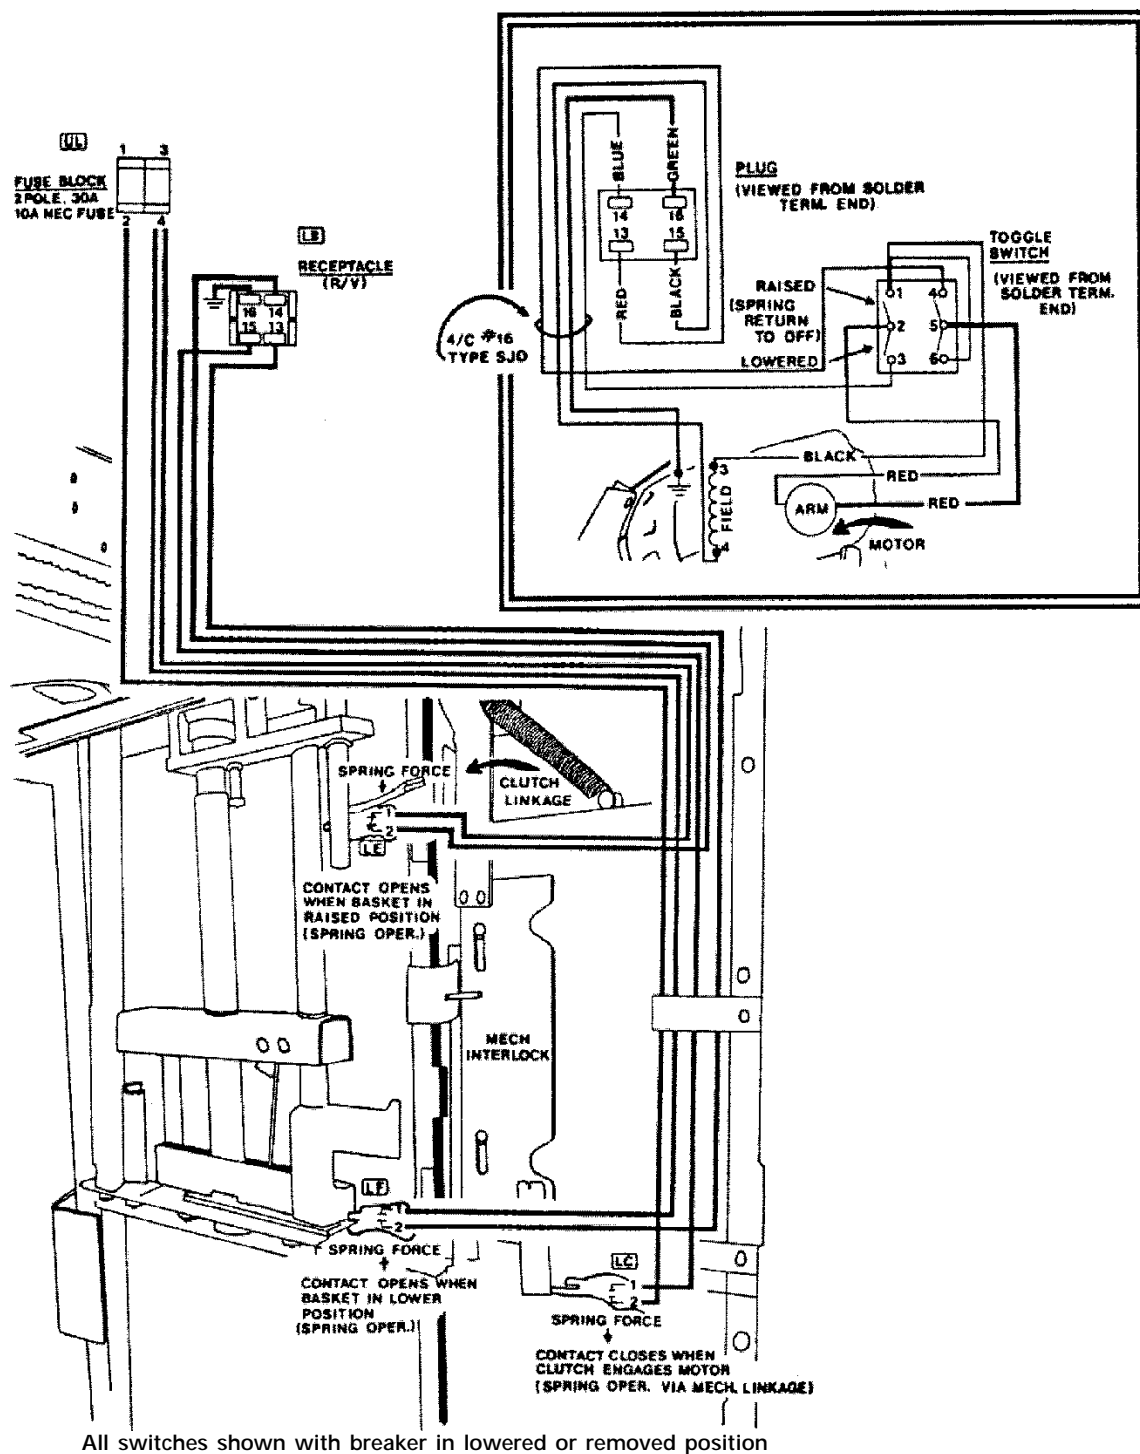 UL
1 3
FUSE BLOCK
2 POLE, 30A
10A NEC FUSE
2 4
LB
RECEPTACLE
(R/V)
16 14
15 13
BLUE
GREEN
14 16
13 15
RED
BLACK
PLUG
(VIEWED FROM SOLDER
TERM. END)
4/C #16
TYPE SJO
TOGGLE
SWITCH
(VIEWED FROM
SOLDER TERM.
END)
RAISED
(SPRING
RETURN
TO OFF)
LOWERED
1 4
2 5
3 6
BLACK
3
FIELD
4
RED
ARM
RED
MOTOR
SPRING FORCE
CLUTCH
LINKAGE
1
2
LE
CONTACT OPENS
WHEN BASKET IN
RAISED POSITION
(SPRING OPER.)
MECH
INTERLOCK
LF
1
2
SPRING FORCE
CONTACT OPENS WHEN
BASKET IN LOWER
POSITION
(SPRING OPER.)
LC
1
2
SPRING FORCE
CONTACT CLOSES WHEN
CLUTCH ENGAGES MOTOR
(SPRING OPER. VIA MECH. LINKAGE)
All switches shown with breaker in lowered or removed position